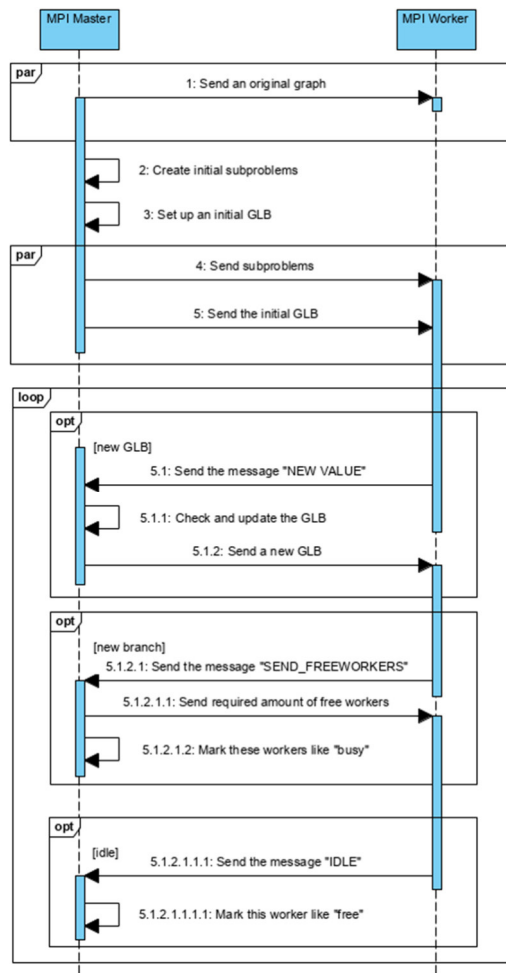 MPI Master
MPI Worker
par
1: Send an original graph
2: Create initial subproblems
3: Set up an initial GLB
par
4: Send subproblems
5: Send the initial GLB
loop
opt
[new GLB]
5.1: Send the message "NEW VALUE"
5.1.1: Check and update the GLB
5.1.2: Send a new GLB
opt
[new branch]
5.1.2.1: Send the message "SEND_FREEWORKERS"
5.1.2.1.1: Send required amount of free workers
5.1.2.1.2: Mark these workers like "busy"
opt
[idle]
5.1.2.1.1.1: Send the message "IDLE"
5.1.2.1.1.1.1: Mark this worker like "free"